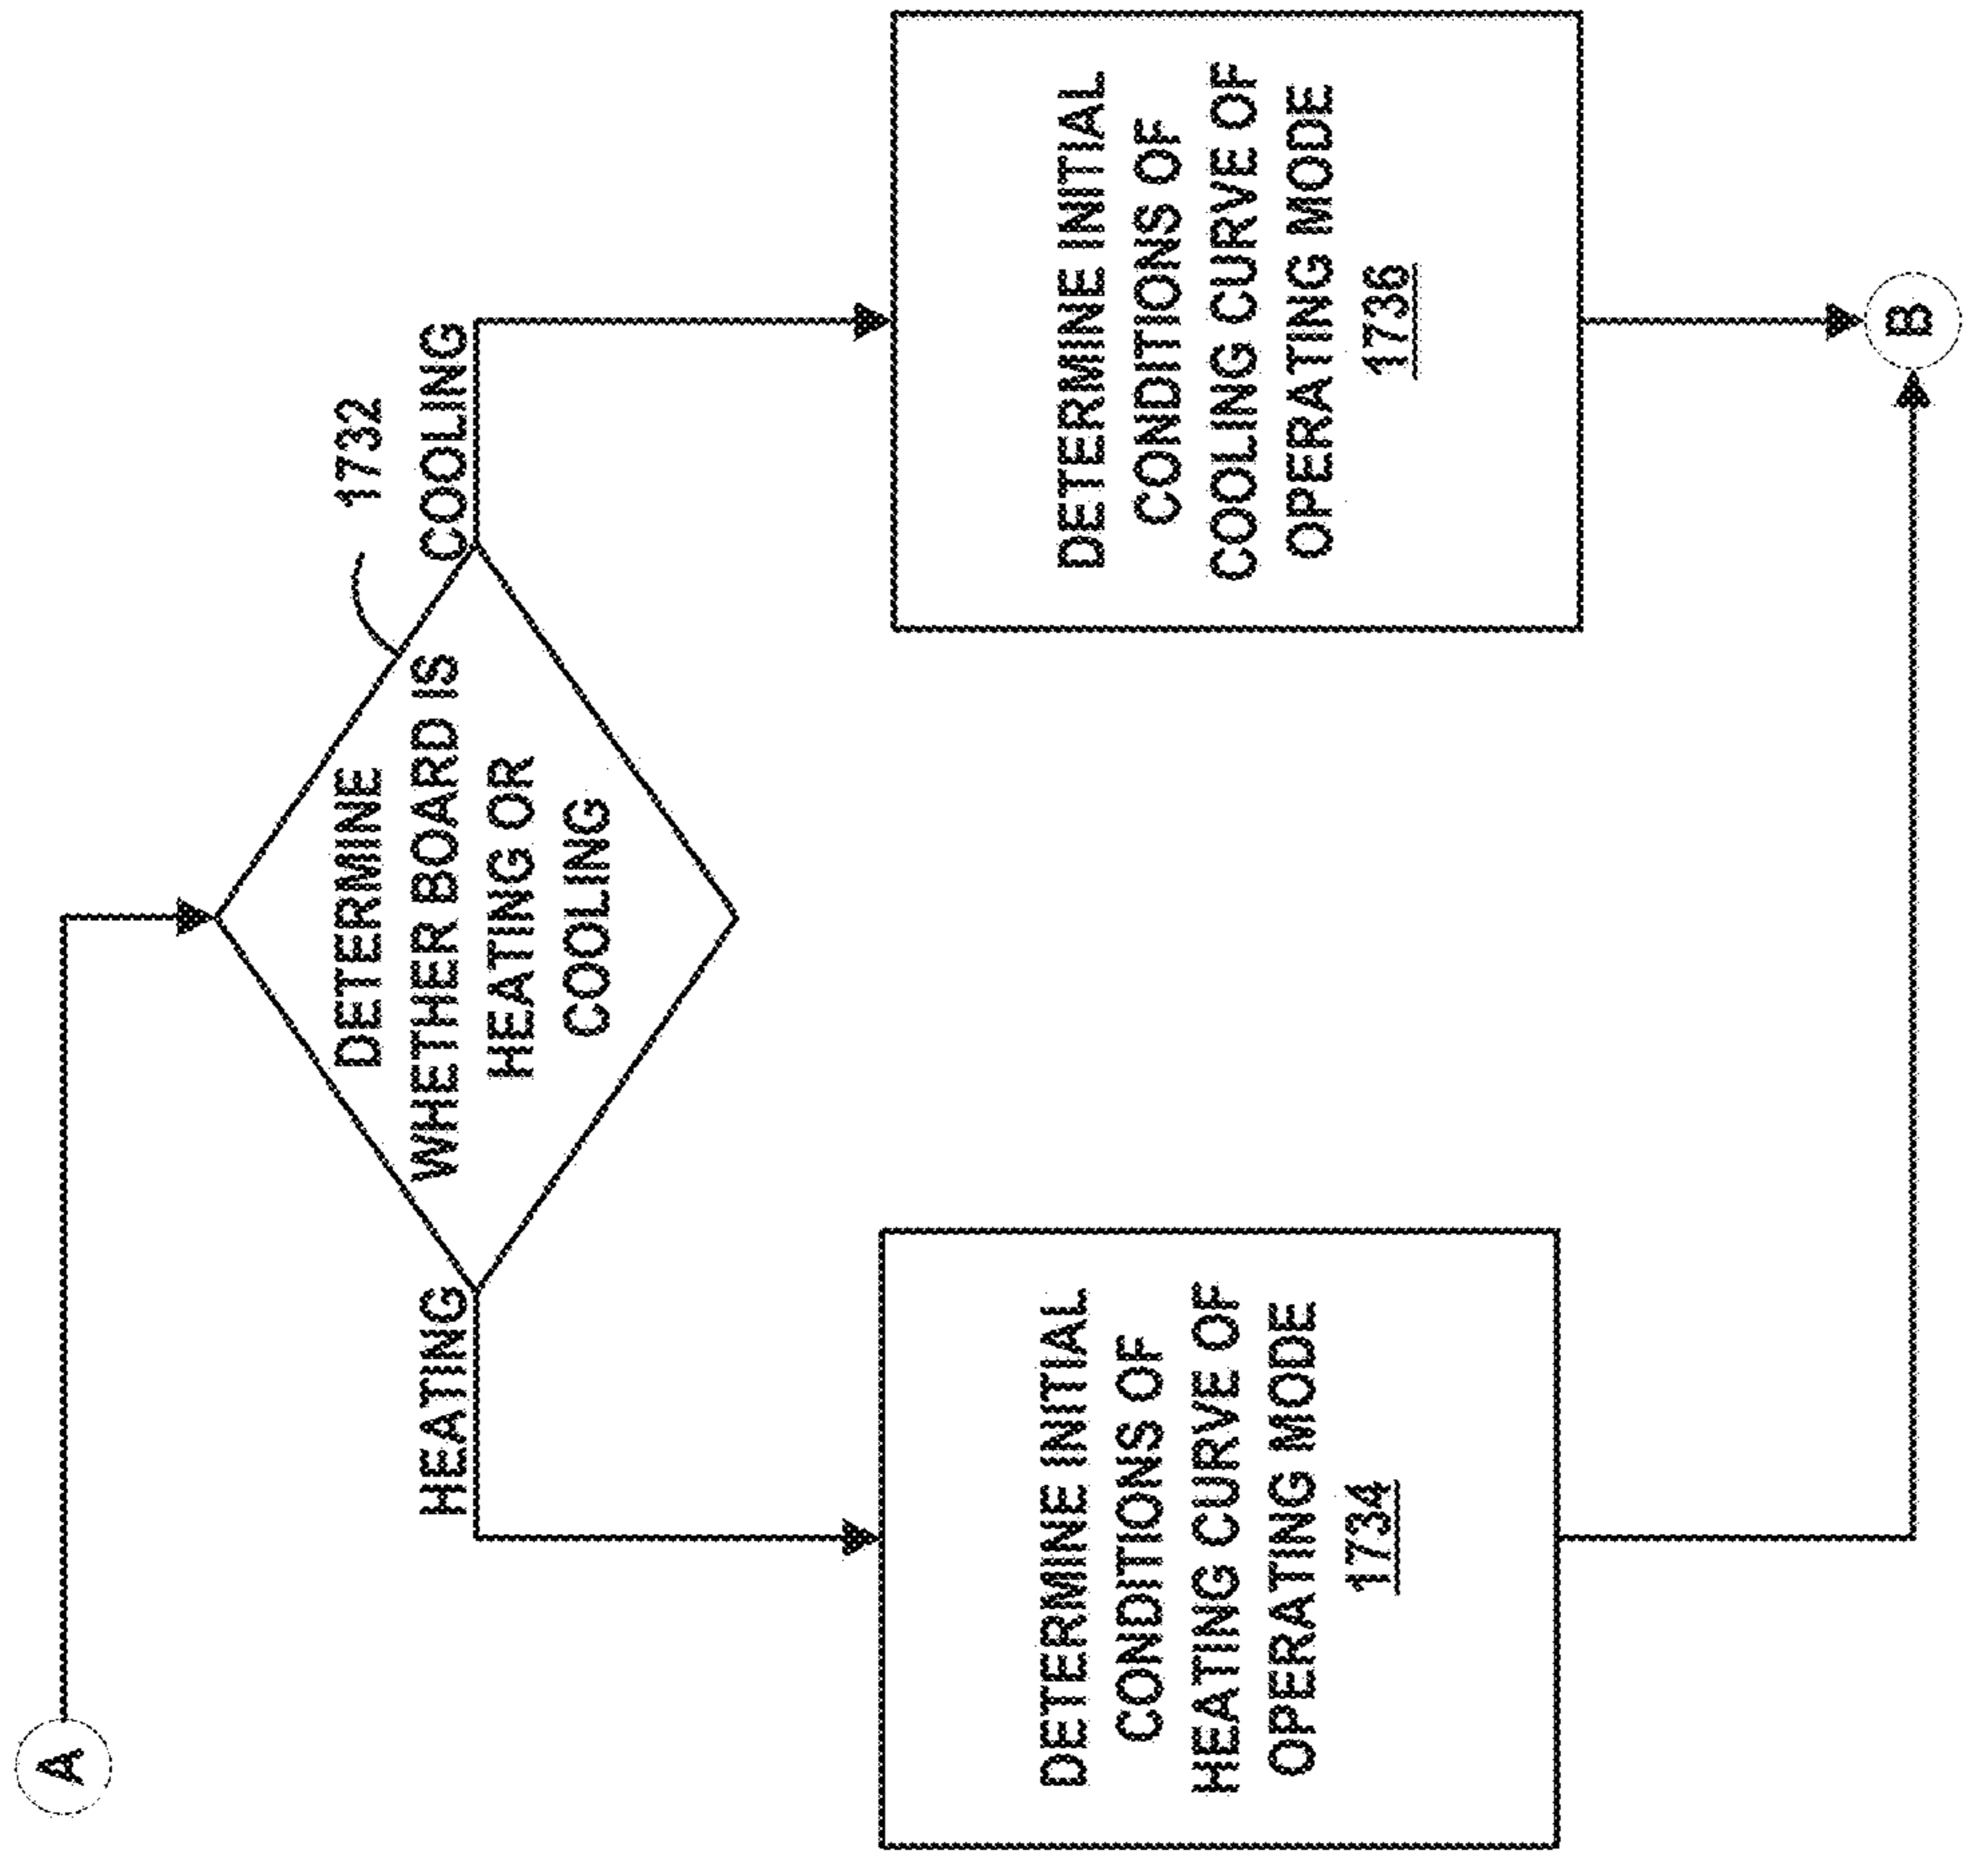 A
1732
DETERMINE
WHETHER BOARD IS
HEATING OR
COOLING
HEATING
COOLING
DETERMINE INITIAL
CONDITIONS OF
HEATING CURVE OF
OPERATING MODE
1734
DETERMINE INITIAL
CONDITIONS OF
COOLING CURVE OF
OPERATING MODE
1736
B